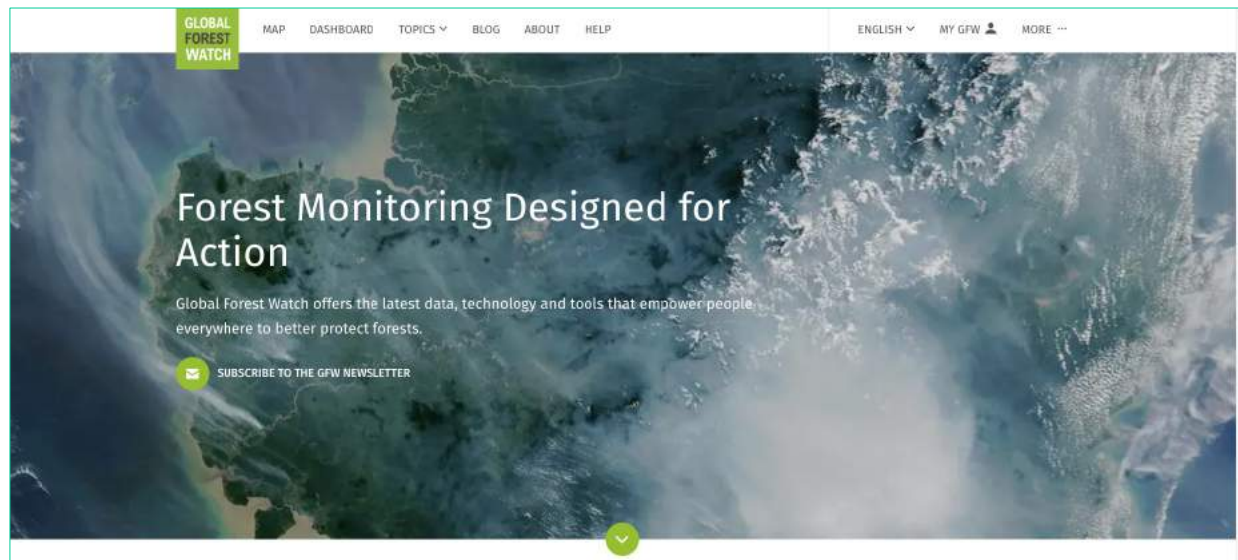 GLOBAL
FOREST
WATCH
MAP DASHBOARD TOPICS BLOG ABOUT HELP ENGLISH MY GFW MORE ...
Forest Monitoring Designed for
Action
Global Forest Watch offers the latest data, technology and tools that empower people
everywhere to better protect forests.
SUBSCRIBE TO THE GFW NEWSLETTER